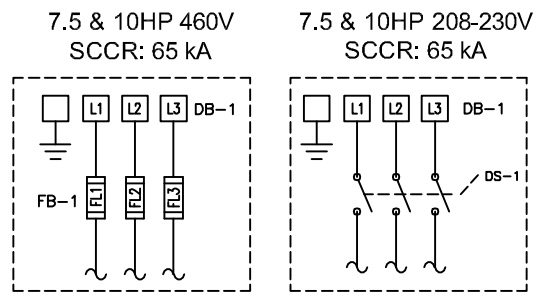 7.5 & 10HP 460V
SCCR: 65 kA
L1 L2 L3 DB-1
FB-1 FL1 FL2 FL3
7.5 & 10HP 208-230V
SCCR: 65 kA
L1 L2 L3 DB-1
DS-1